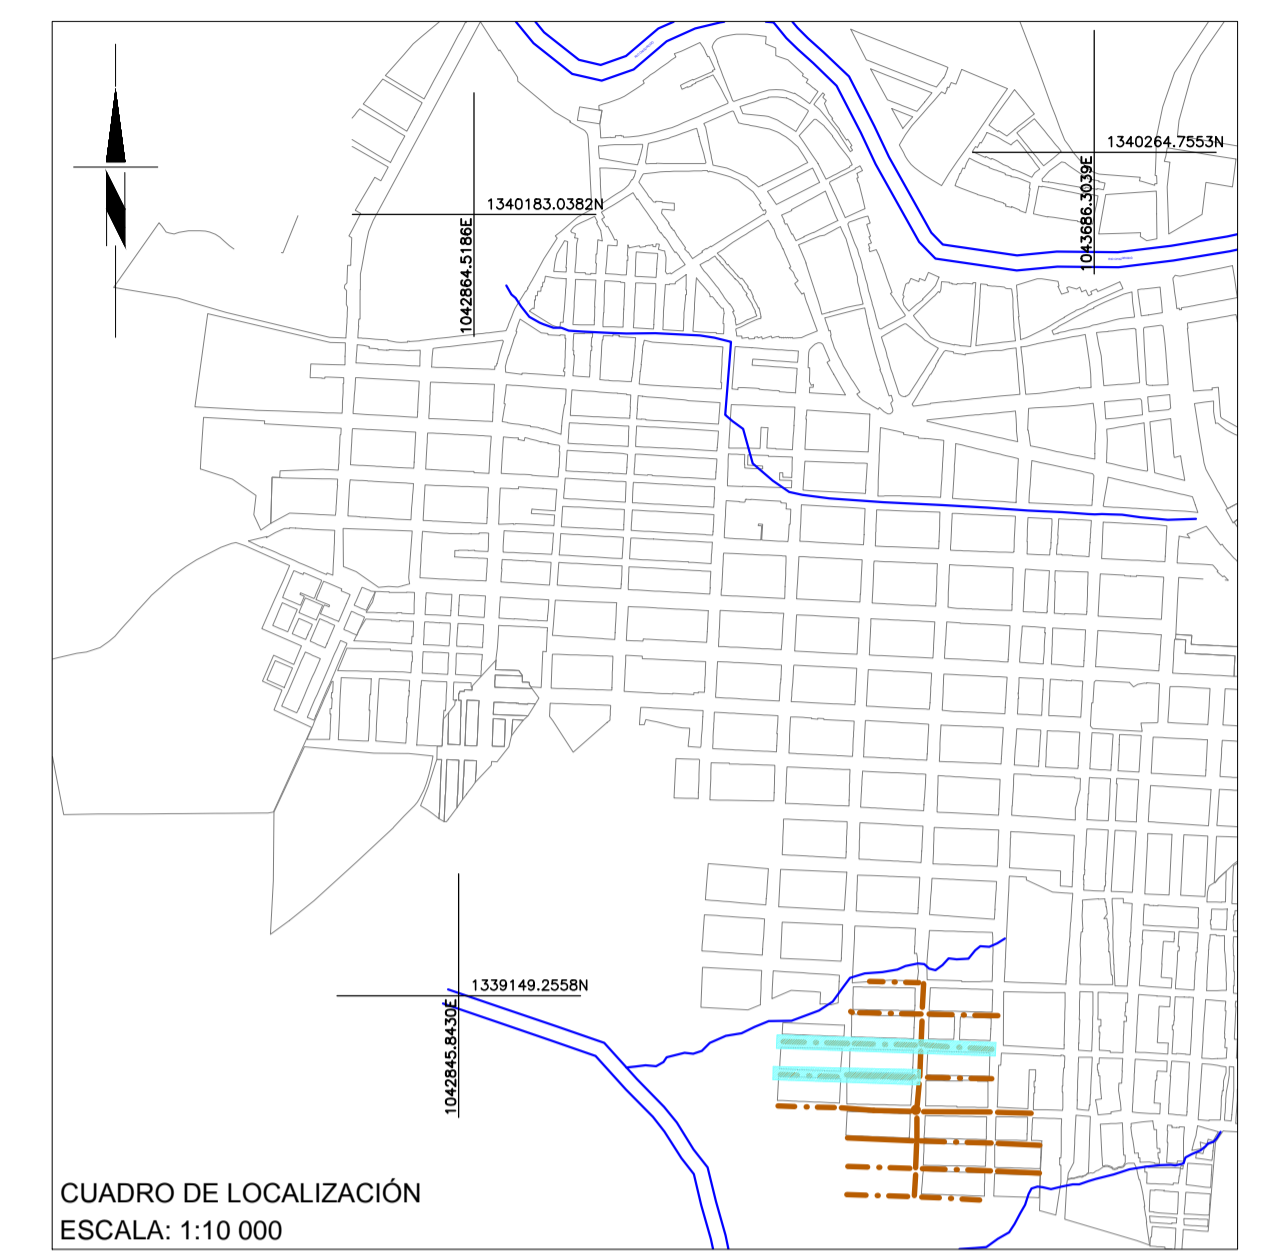 1340264.7553N
1043686.3039E
1340183.0382N
1042864.5186E
1339149.2558N
1042845.8430E
CUADRO DE LOCALIZACIÓN
ESCALA: 1:10 000